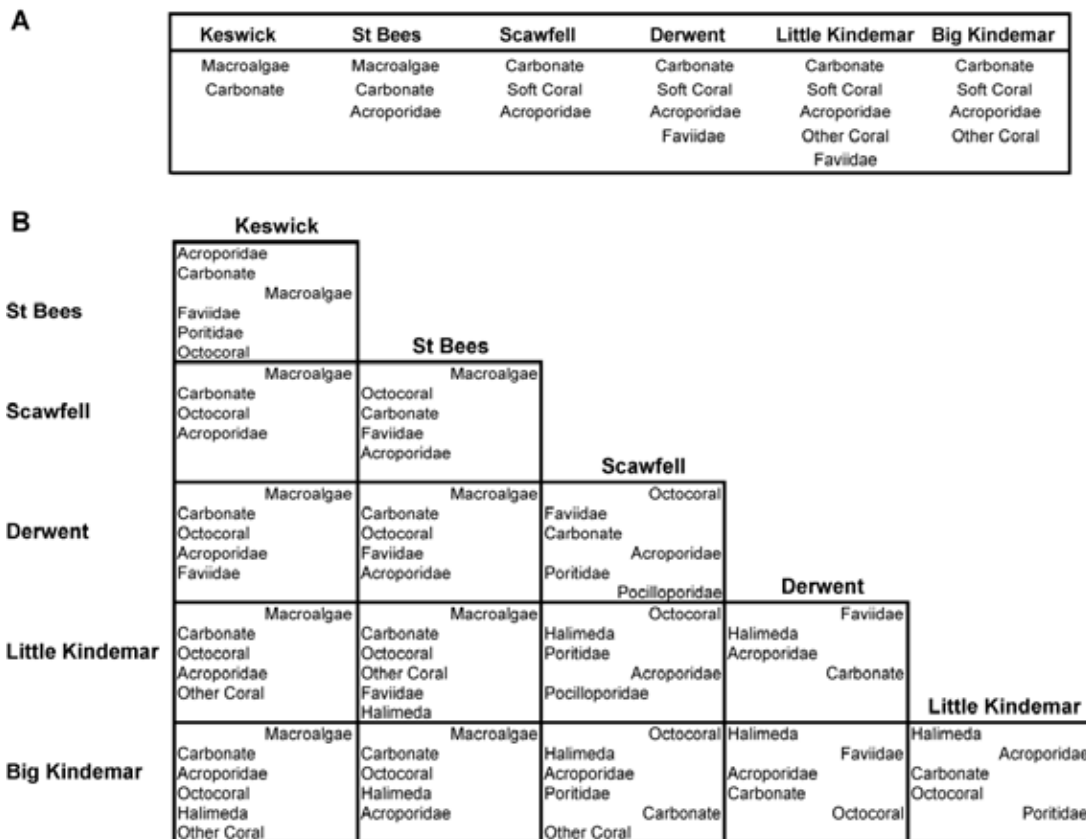 A
Keswick St Bees Scawfell Derwent Little Kindemar Big Kindemar
Macroalgae Macroalgae Carbonate Carbonate Carbonate Carbonate
Carbonate Carbonate Soft Coral Soft Coral Soft Coral Soft Coral
Acroporidae Acroporidae Acroporidae Acroporidae Acroporidae
Faviidae Other Coral Other Coral
Faviidae
B
Keswick
Acroporidae
Carbonate
Macroalgae
St Bees Faviidae
Poritidae
Octocoral
St Bees
Macroalgae Macroalgae
Carbonate Octocoral
Scawfell Octocoral Carbonate
Acroporidae Faviidae
Acroporidae
Scawfell
Macroalgae Macroalgae Octocoral
Carbonate Carbonate Faviidae
Derwent Octocoral Octocoral Carbonate
Acroporidae Faviidae Acroporidae
Faviidae Acroporidae Poritidae
Pocilloporidae
Derwent
Macroalgae Macroalgae Octocoral Faviidae
Carbonate Carbonate Halimeda Halimeda
Little Kindemar Octocoral Octocoral Poritidae Acroporidae
Acroporidae Other Coral Acroporidae Carbonate
Other Coral Faviidae Pocilloporidae
Halimeda
Little Kindemar
Macroalgae Macroalgae Octocoral Halimeda Halimeda
Carbonate Carbonate Halimeda Faviidae Acroporidae
Big Kindemar Acroporidae Octocoral Acroporidae Acroporidae Carbonate
Octocoral Halimeda Poritidae Carbonate Octocoral
Halimeda Acroporidae Carbonate Octocoral Poritidae
Other Coral Other Coral